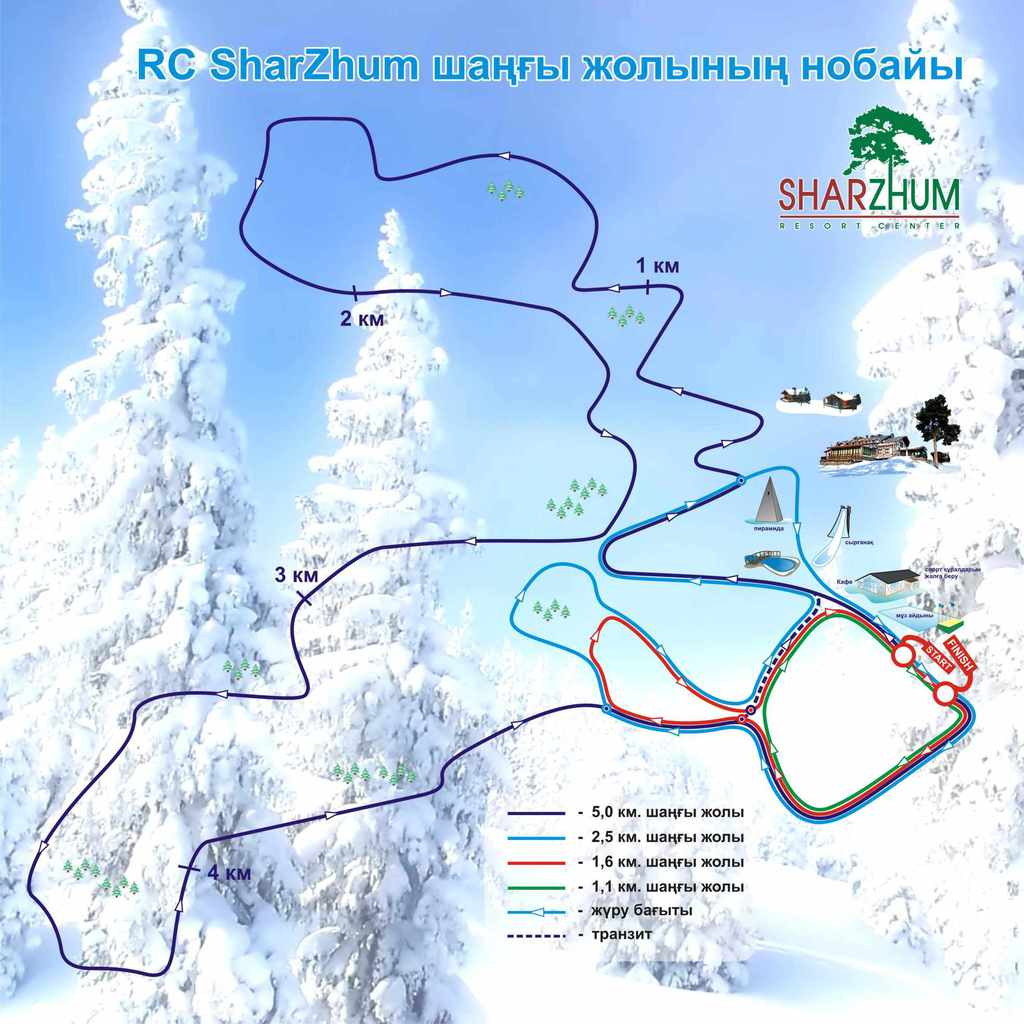 RC SharZhum шаңғы жолының нобайы
SHARZHUM
RESORT CENTER
1 км
2 км
пирамида
сырғанақ
3 км
Кафе
спорт құралдарын
жалға беру
мұз айдыны
START
FINISH
4 км
- 5,0 км. шаңғы жолы
- 2,5 км. шаңғы жолы
- 1,6 км. шаңғы жолы
- 1,1 км. шаңғы жолы
- жүру бағыты
- транзит